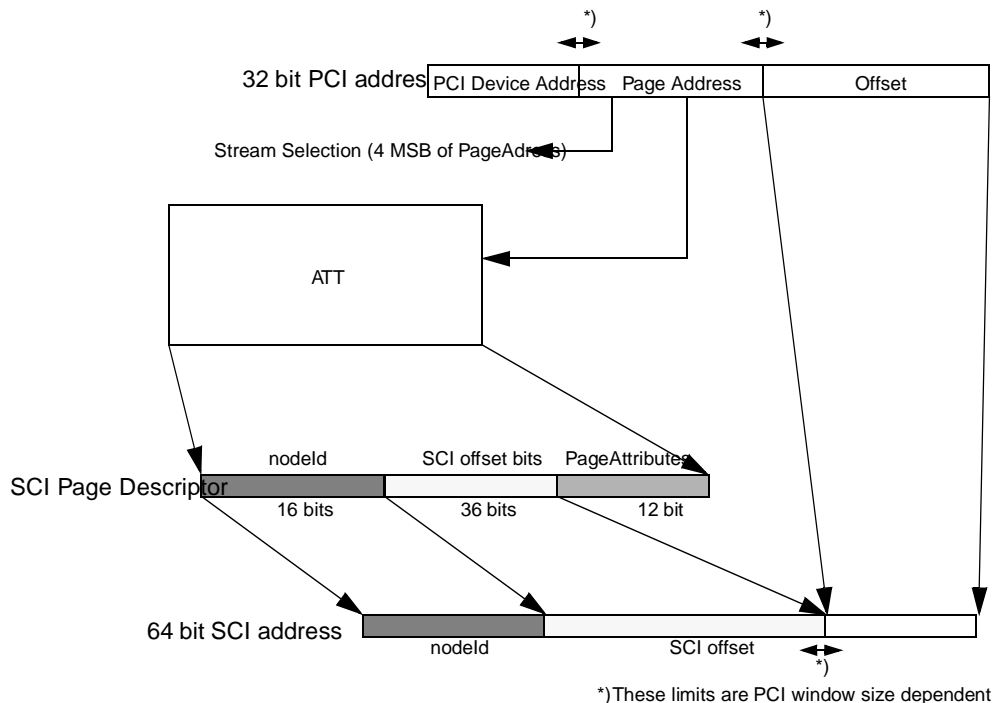 *)
*)
32 bit PCI addres
PCI Device Address
Page Address
Offset
Stream Selection (4 MSB of PageAdress)
ATT
nodeId
SCI offset bits
PageAttributes
SCI Page Descriptor
16 bits
36 bits
12 bit
64 bit SCI address
nodeId
SCI offset
*)
*)These limits are PCI window size dependent